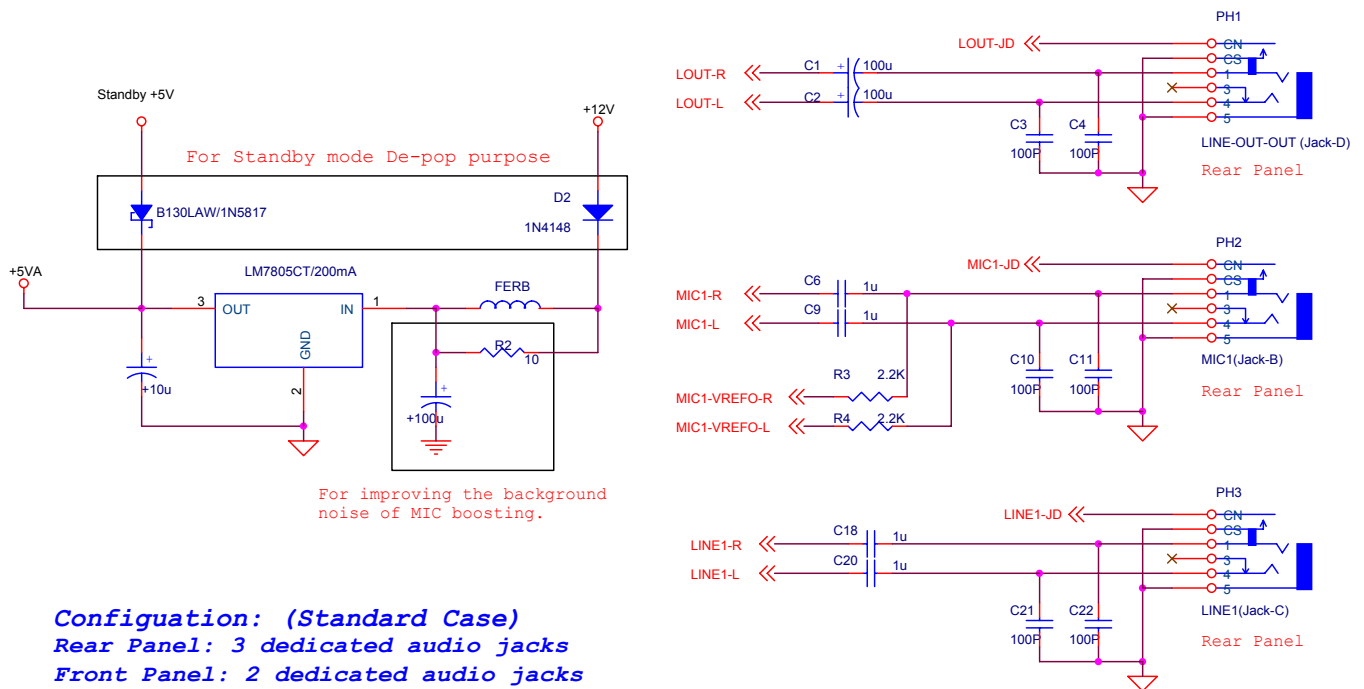 Standby +5V
+12V
For Standby mode De-pop purpose
B130LAW/1N5817
D2
1N4148
+5VA
LM7805CT/200mA
FERB
3
OUT
IN
1
GND
2
R2
10
+
+10u
+
+100u
For improving the background
noise of MIC boosting.
Configuation: (Standard Case)
Rear Panel: 3 dedicated audio jacks
Front Panel: 2 dedicated audio jacks
PH1
LOUT-JD
CN
CS
LOUT-R
C1
+
100u
1
3
LOUT-L
C2
+
100u
4
5
C3
C4
100P
100P
LINE-OUT-OUT (Jack-D)
Rear Panel
PH2
MIC1-JD
CN
CS
MIC1-R
C6
1u
1
3
MIC1-L
C9
1u
4
5
C10
C11
100P
100P
MIC1(Jack-B)
Rear Panel
R3
2.2K
MIC1-VREFO-R
MIC1-VREFO-L
R4
2.2K
PH3
LINE1-JD
CN
CS
LINE1-R
C18
1u
1
3
LINE1-L
C20
1u
4
5
C21
C22
100P
100P
LINE1(Jack-C)
Rear Panel